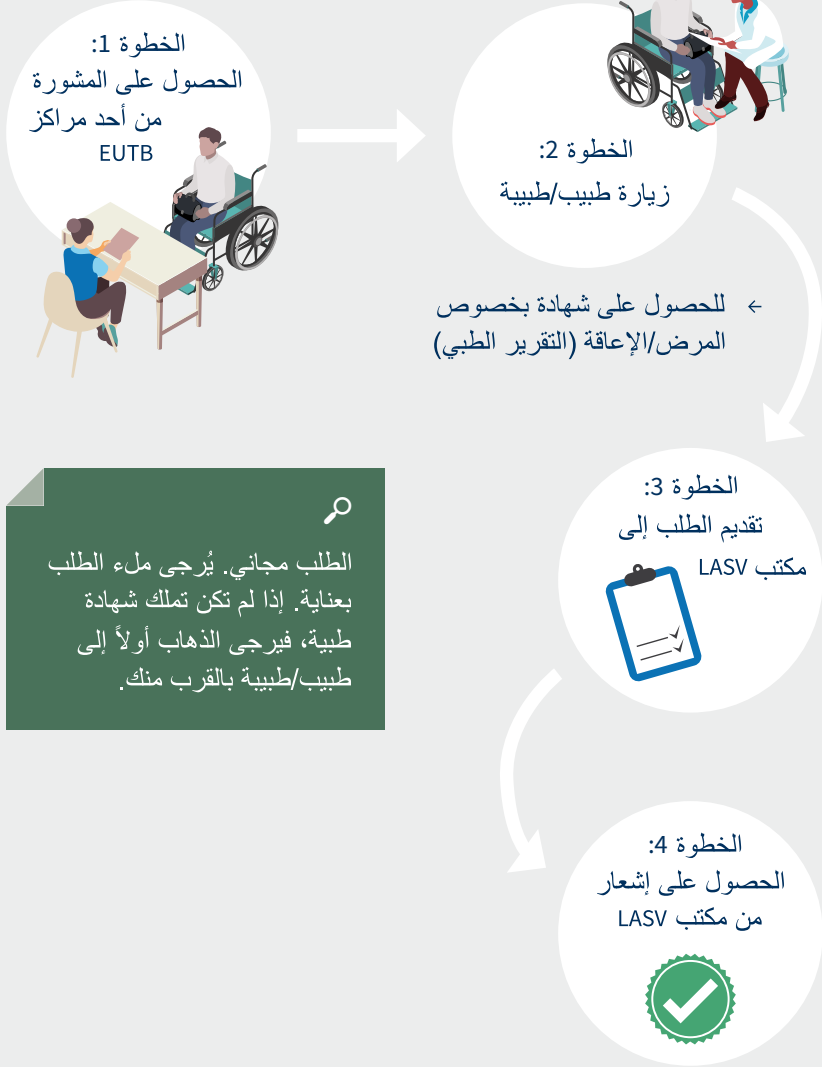 الخطوة 1:
الحصول على المشورة
من أحد مراكز
EUTB
الخطوة 2:
زيارة طبيب/طبيبة
← للحصول على شهادة بخصوص
المرض/الإعاقة (التقرير الطبي)
الخطوة 3:
تقديم الطلب إلى
مكتب LASV
الطلب مجاني. يُرجى ملء الطلب
بعناية. إذا لم تكن تملك شهادة
طبية، فيرجى الذهاب أولاً إلى
طبيب/طبيبة بالقرب منك.
الخطوة 4:
الحصول على إشعار
من مكتب LASV